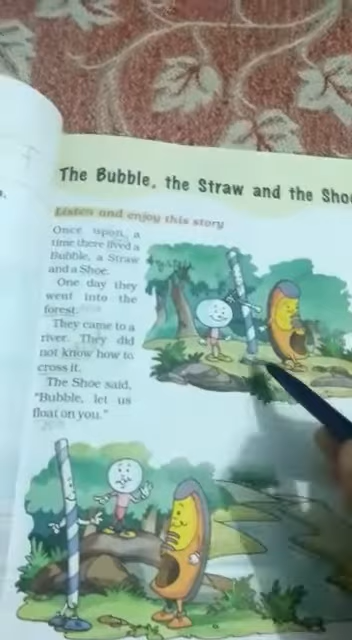 The Bubble, the Straw and the Shoe
Listen and enjoy this story
Once upon a
time there lived a
Bubble, a Straw
and a Shoe.
One day they
went into the
forest.
They came to a
river. They did
not know how to
cross it.
The Shoe said,
"Bubble, let us
float on you."